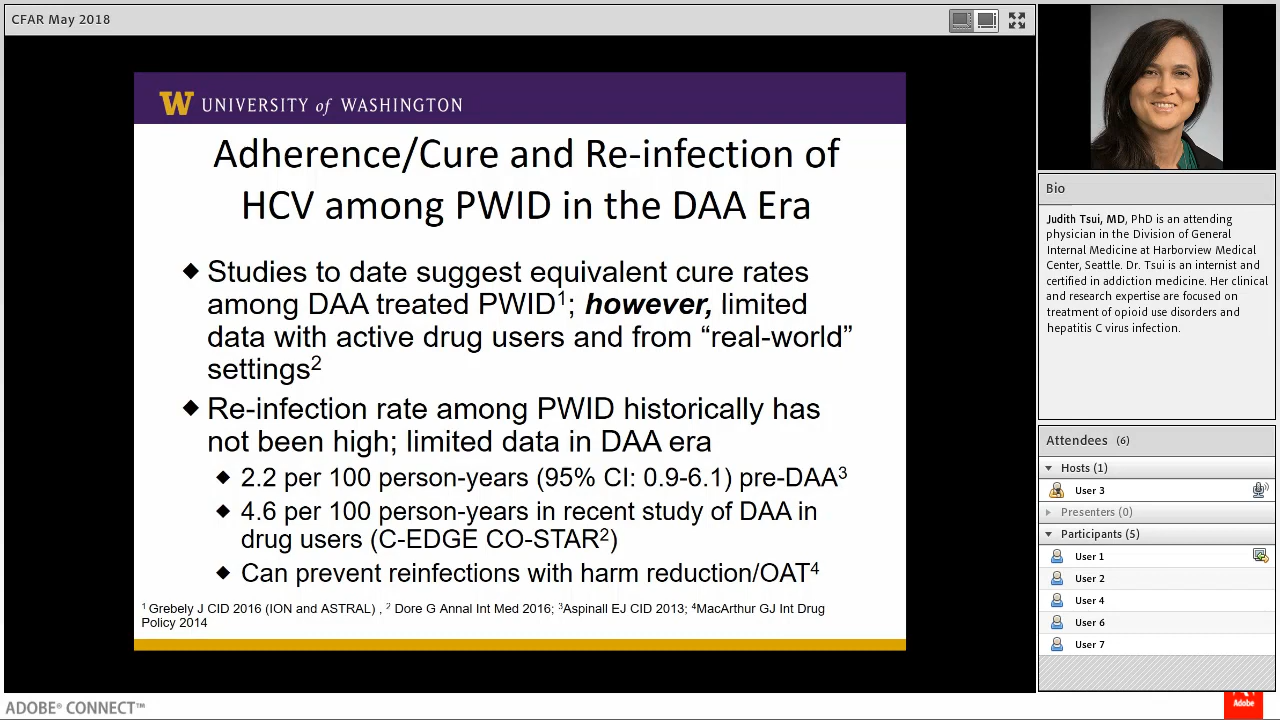 CFAR May 2018
W UNIVERSITY of WASHINGTON
Adherence/Cure and Re-infection of
HCV among PWID in the DAA Era
Studies to date suggest equivalent cure rates
among DAA treated PWID1; however, limited
data with active drug users and from “real-world”
settings2
Re-infection rate among PWID historically has
not been high; limited data in DAA era
2.2 per 100 person-years (95% CI: 0.9-6.1) pre-DAA3
4.6 per 100 person-years in recent study of DAA in
drug users (C-EDGE CO-STAR2)
Can prevent reinfections with harm reduction/OAT4
1 Grebely J CID 2016 (ION and ASTRAL) , 2 Dore G Annal Int Med 2016; 3Aspinall EJ CID 2013; 4MacArthur GJ Int Drug
Policy 2014
Bio
Judith Tsui, MD, PhD is an attending
physician in the Division of General
Internal Medicine at Harborview Medical
Center, Seattle. Dr. Tsui is an internist and
certified in addiction medicine. Her clinical
and research expertise are focused on
treatment of opioid use disorders and
hepatitis C virus infection.
Attendees (6)
Hosts (1)
User 3
Presenters (0)
Participants (5)
User 1
User 2
User 4
User 6
User 7
ADOBE® CONNECT™
Adobe